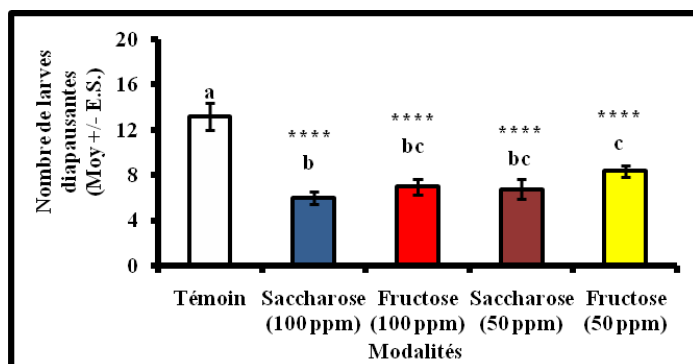 Nombre de larves
diapausantes
(Moy +/- E.S.)
20
16
12
8
4
0
a
****
b
****
bc
****
bc
****
c
Témoin
Saccharose
(100 ppm)
Fructose
(100 ppm)
Saccharose
(50 ppm)
Fructose
(50 ppm)
Modalités